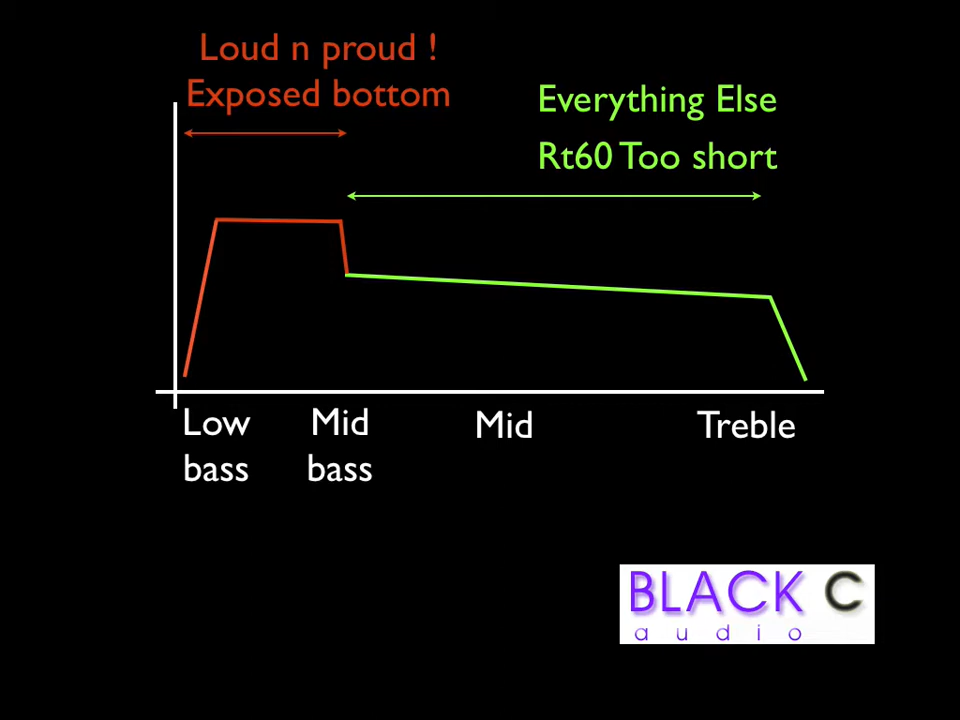 Loud n proud !
Exposed bottom
Everything Else
Rt60 Too short
Low bass
Mid bass
Mid
Treble
BLACK C
audio